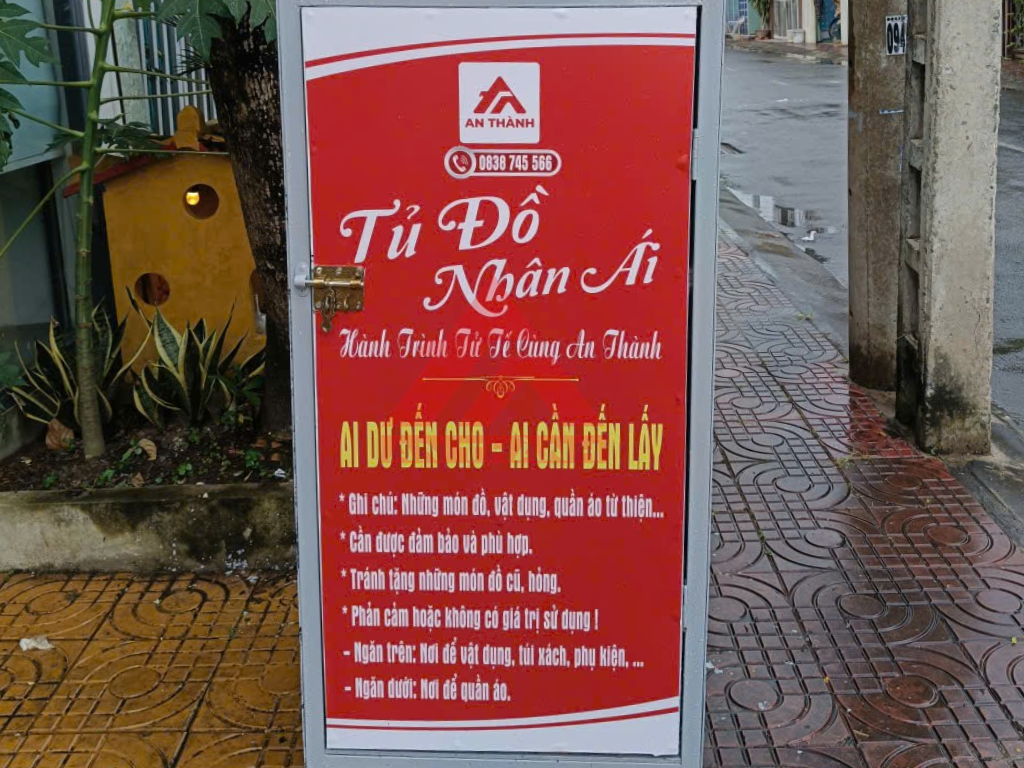 AN THÀNH
0838 745 566
Tủ Đồ
Nhân Ái
Hành Trình Tử Tế Cùng An Thành
AI DƯ ĐẾN CHO - AI CẦN ĐẾN LẤY
* Ghi chú: Những món đồ, vật dụng, quần áo từ thiện...
* Cần được đảm bảo và phù hợp.
* Tránh tặng những món đồ cũ, hỏng.
* Phản cảm hoặc không có giá trị sử dụng !
- Ngăn trên: Nơi để vật dụng, túi xách, phụ kiện, ...
- Ngăn dưới: Nơi để quần áo.
094